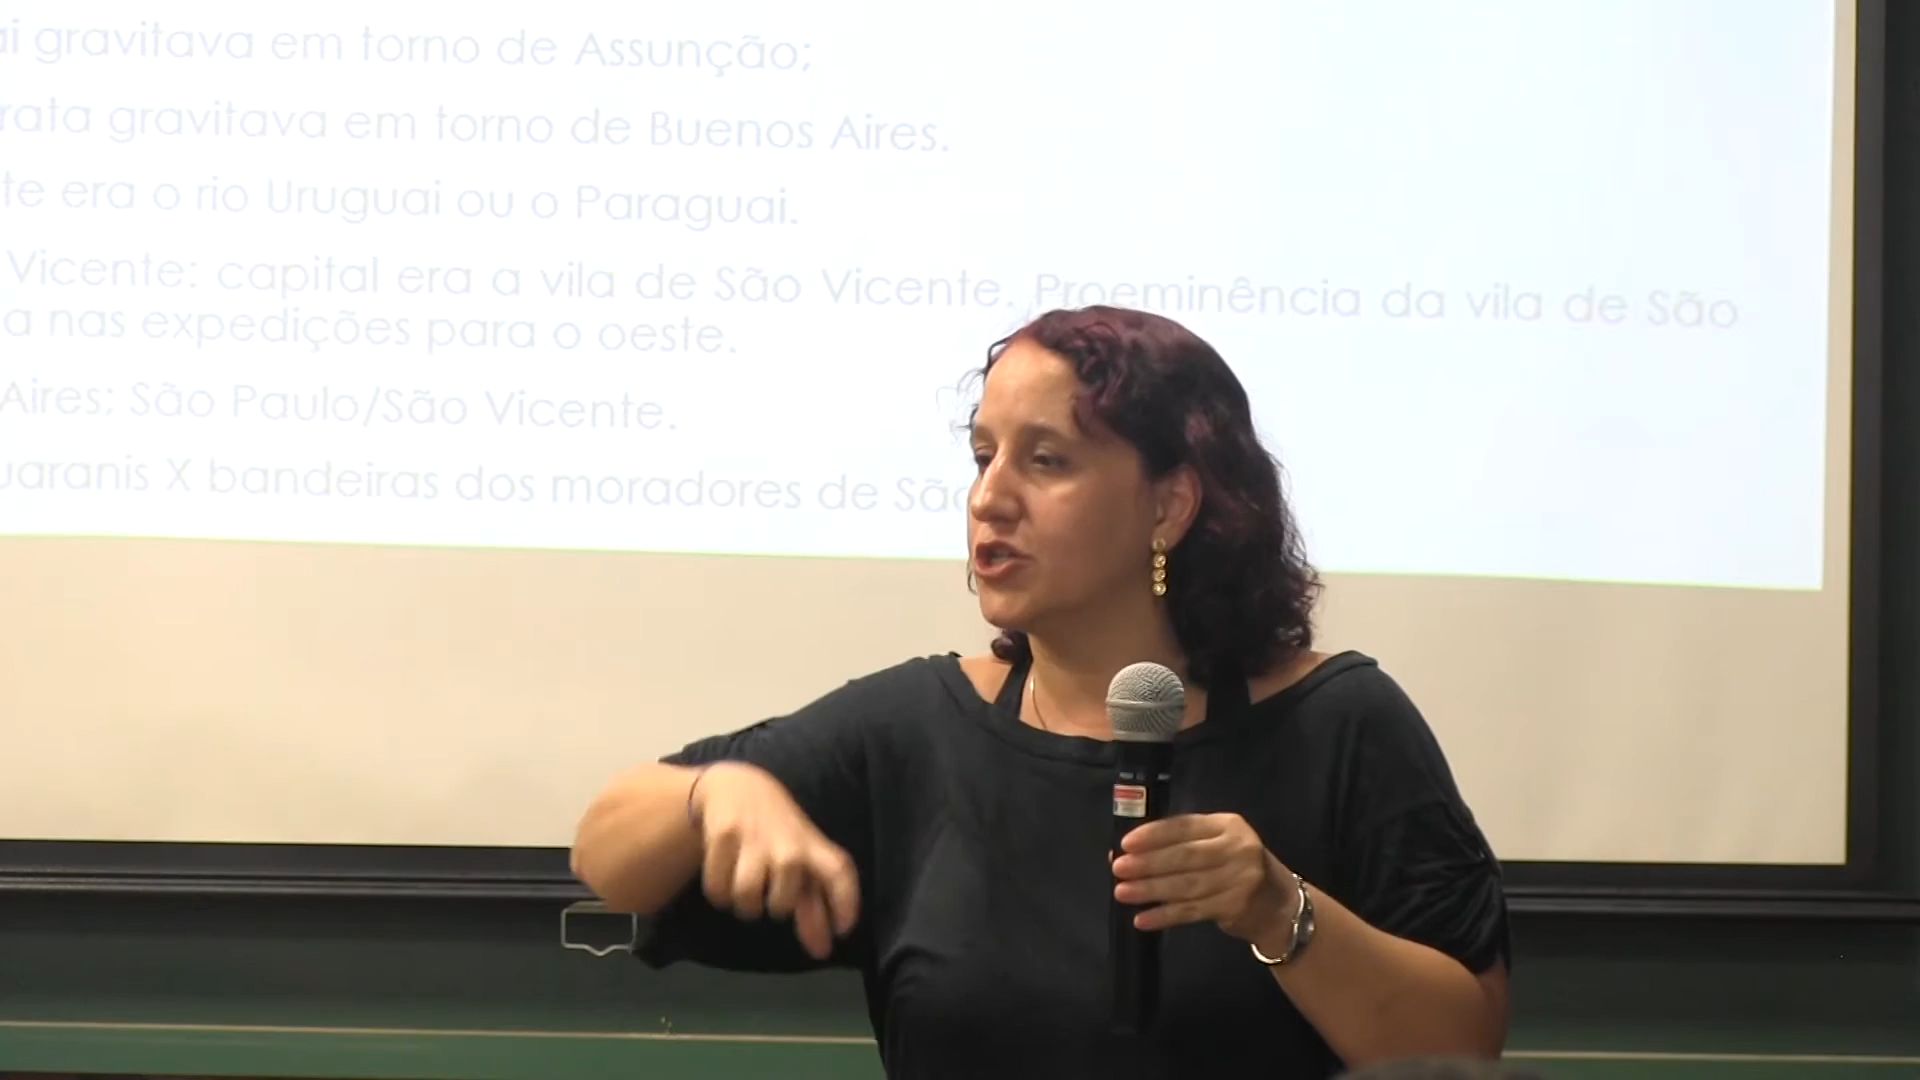 ai gravitava em torno de Assunção;
rata gravitava em torno de Buenos Aires.
te era o rio Uruguai ou o Paraguai.
Vicente: capital era a vila de São Vicente. Proeminência da vila de São
a nas expedições para o oeste.
Aires: São Paulo/São Vicente.
uaranis X bandeiras dos moradores de São